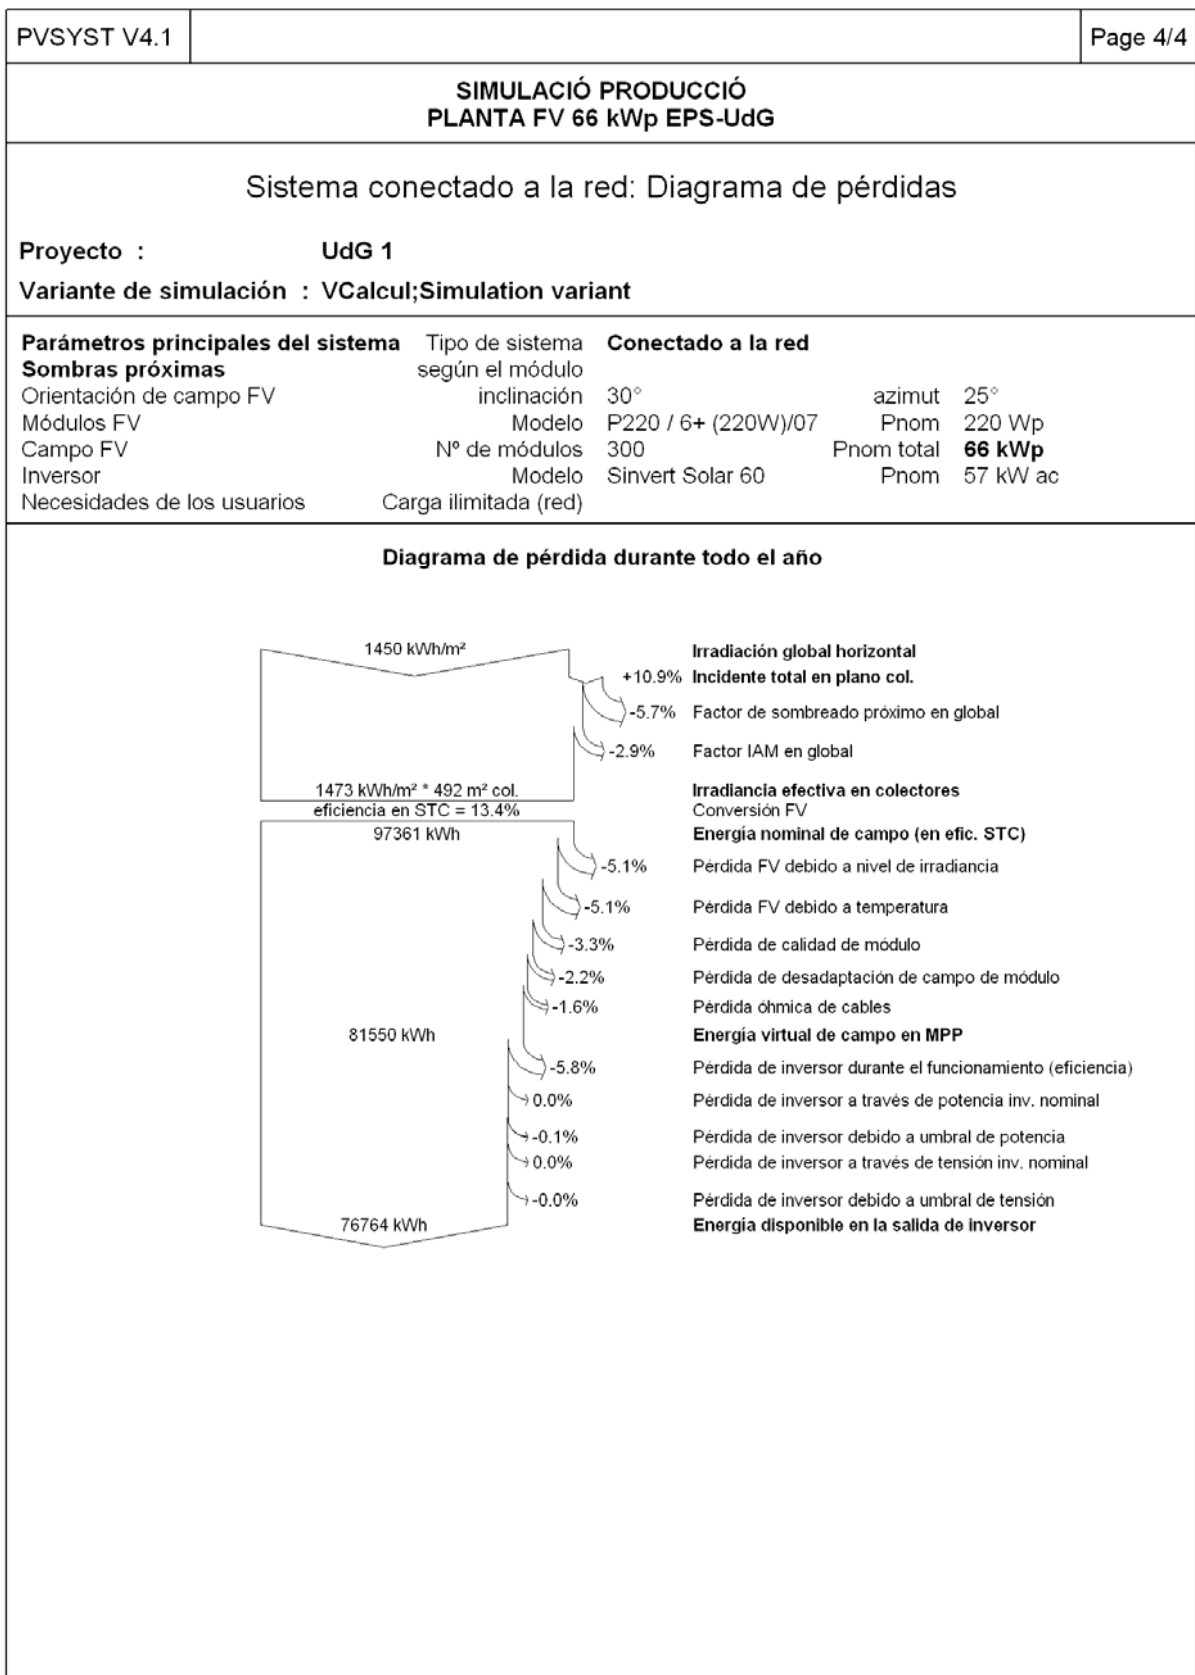 PVSYST V4.1
Page 4/4
SIMULACIÓ PRODUCCIÓ
PLANTA FV 66 kWp EPS-UdG
Sistema conectado a la red: Diagrama de pérdidas
Proyecto : UdG 1
Variante de simulación : VCalcul;Simulation variant
Parámetros principales del sistema Tipo de sistema Conectado a la red
Sombras próximas según el módulo
Orientación de campo FV inclinación 30° azimut 25°
Módulos FV Modelo P220 / 6+ (220W)/07 Pnom 220 Wp
Campo FV Nº de módulos 300 Pnom total 66 kWp
Inversor Modelo Sinvert Solar 60 Pnom 57 kW ac
Necesidades de los usuarios Carga ilimitada (red)
Diagrama de pérdida durante todo el año
1450 kWh/m² Irradiación global horizontal
+10.9% Incidente total en plano col.
-5.7% Factor de sombreado próximo en global
-2.9% Factor IAM en global
1473 kWh/m² * 492 m² col. Irradiancia efectiva en colectores
eficiencia en STC = 13.4% Conversión FV
97361 kWh Energía nominal de campo (en efic. STC)
-5.1% Pérdida FV debido a nivel de irradiancia
-5.1% Pérdida FV debido a temperatura
-3.3% Pérdida de calidad de módulo
-2.2% Pérdida de desadaptación de campo de módulo
-1.6% Pérdida óhmica de cables
81550 kWh Energía virtual de campo en MPP
-5.8% Pérdida de inversor durante el funcionamiento (eficiencia)
0.0% Pérdida de inversor a través de potencia inv. nominal
-0.1% Pérdida de inversor debido a umbral de potencia
0.0% Pérdida de inversor a través de tensión inv. nominal
-0.0% Pérdida de inversor debido a umbral de tensión
76764 kWh Energía disponible en la salida de inversor